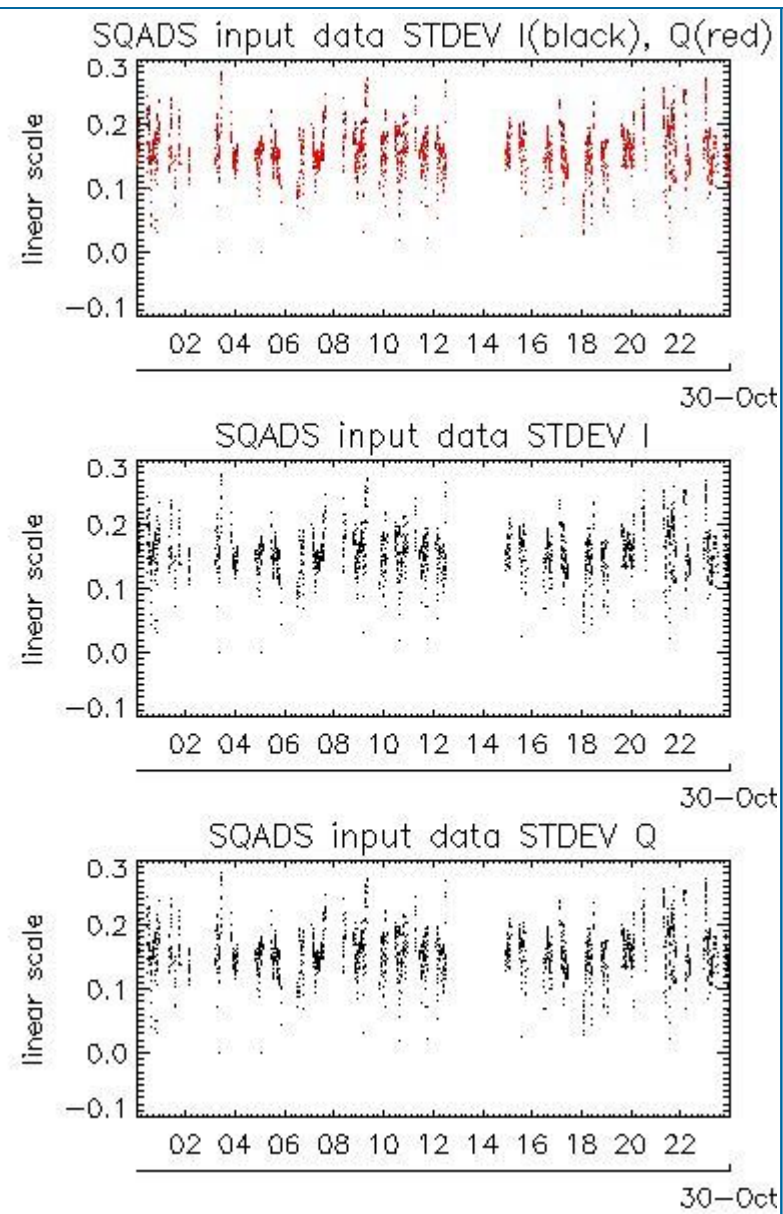 SQADS input data STDEV I(black), Q(red)
0.3
0.2
0.1
0.0
−0.1
linear scale
02 04 06 08 10 12 14 16 18 20 22
30−Oct
SQADS input data STDEV I
0.3
0.2
0.1
0.0
−0.1
linear scale
02 04 06 08 10 12 14 16 18 20 22
30−Oct
SQADS input data STDEV Q
0.3
0.2
0.1
0.0
−0.1
linear scale
02 04 06 08 10 12 14 16 18 20 22
30−Oct